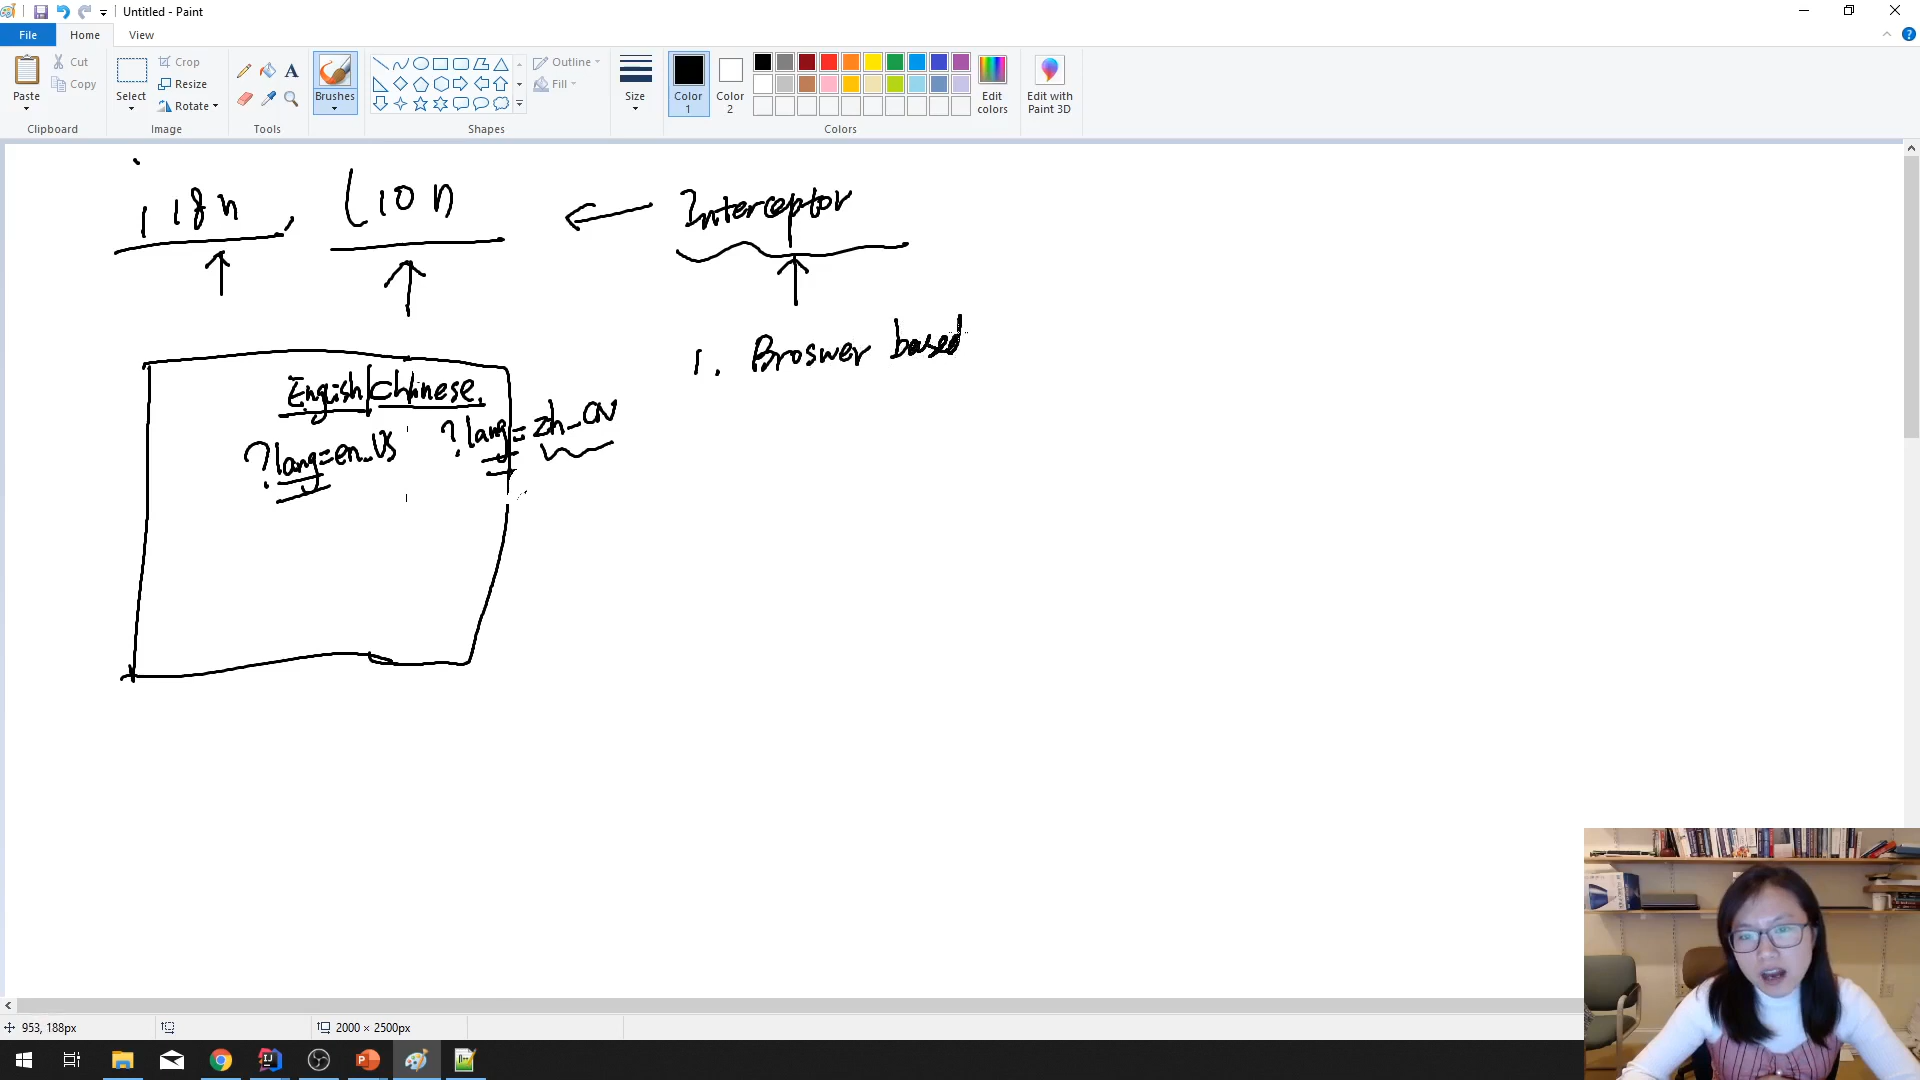 Untitled - Paint
File Home View
Paste Cut Copy Select Crop Resize Rotate Brushes Outline Fill Size Color 1 Color 2 Edit colors Edit with Paint 3D
Clipboard Image Tools Shapes Colors
i 18n, L10n ← Interceptor
1. Broswer based
Engish|Chinese.
?lang=en_US ?lang=zh_CN
953, 188px 2000 × 2500px